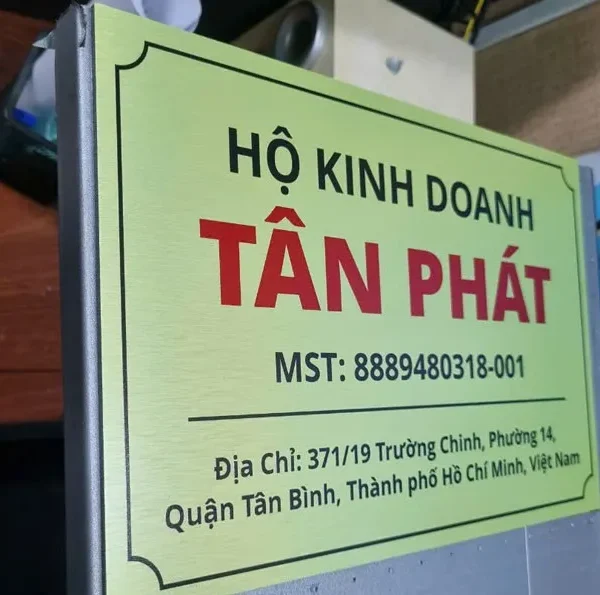 HỘ KINH DOANH
TÂN PHÁT
MST: 8889480318-001
Địa Chỉ: 371/19 Trường Chinh, Phường 14,
Quận Tân Bình, Thành phố Hồ Chí Minh, Việt Nam